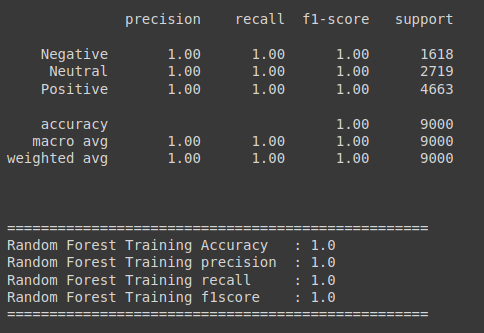 precision recall f1-score support
Negative 1.00 1.00 1.00 1618
Neutral 1.00 1.00 1.00 2719
Positive 1.00 1.00 1.00 4663
accuracy 1.00 9000
macro avg 1.00 1.00 1.00 9000
weighted avg 1.00 1.00 1.00 9000
==================================================
Random Forest Training Accuracy : 1.0
Random Forest Training precision : 1.0
Random Forest Training recall : 1.0
Random Forest Training f1score : 1.0
==================================================